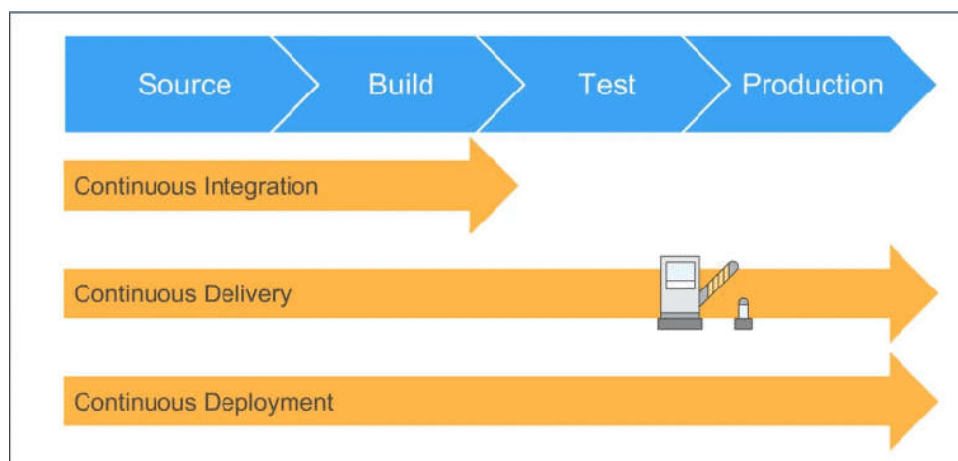 Source
Build
Test
Production
Continuous Integration
Continuous Delivery
Continuous Deployment